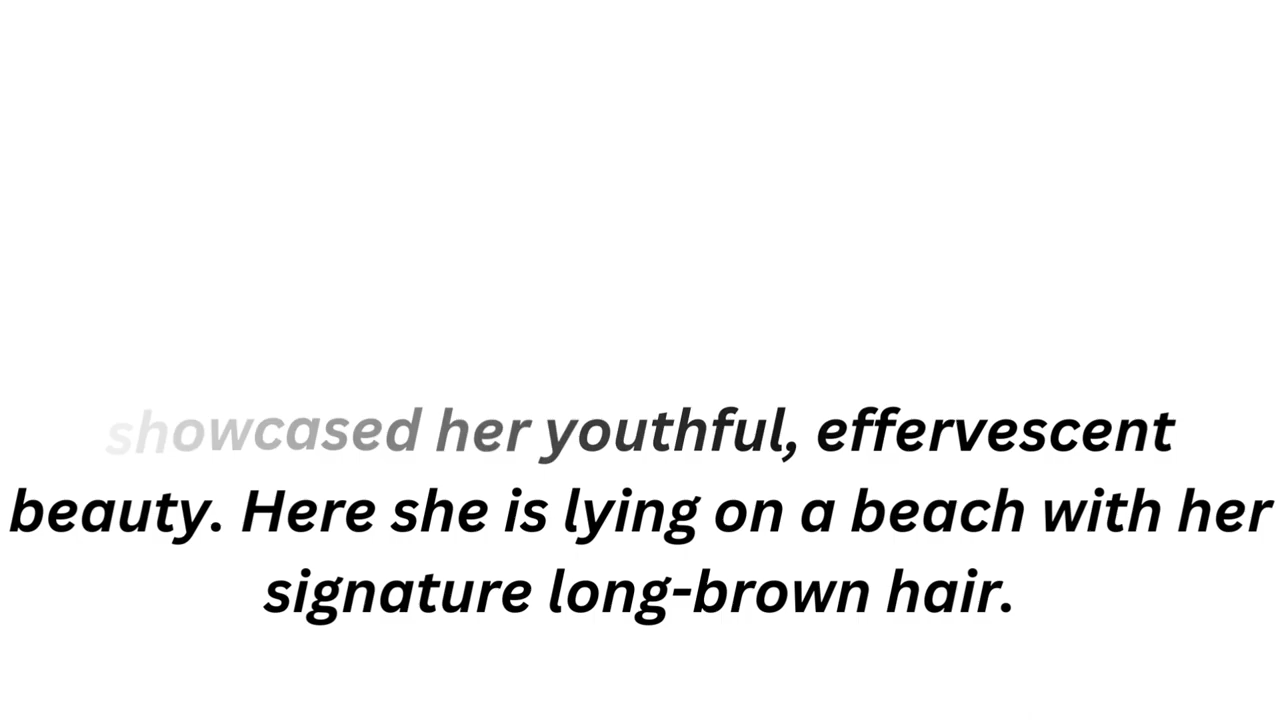 showcased her youthful, effervescent
beauty. Here she is lying on a beach with her
signature long-brown hair.